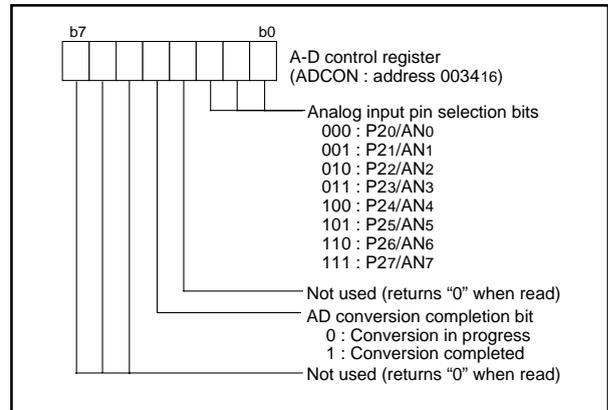 b7 b0
A-D control register
(ADCON : address 003416)
Analog input pin selection bits
000 : P20/AN0
001 : P21/AN1
010 : P22/AN2
011 : P23/AN3
100 : P24/AN4
101 : P25/AN5
110 : P26/AN6
111 : P27/AN7
Not used (returns “0” when read)
AD conversion completion bit
0 : Conversion in progress
1 : Conversion completed
Not used (returns “0” when read)